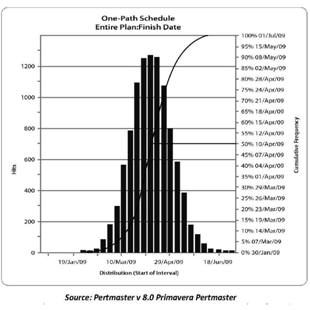 One-Path Schedule
Entire Plan:Finish Date
1200
1000
800
600
400
200
0
Hits
19/Jan/09
10/Mar/09
29/Apr/09
18/Jun/09
Distribution (Start of Interval)
100% 01/Jul/09
95% 15/May/09
90% 08/May/09
85% 02/May/09
80% 28/Apr/09
75% 24/Apr/09
70% 21/Apr/09
65% 18/Apr/09
60% 15/Apr/09
55% 12/Apr/09
50% 10/Apr/09
45% 07/Apr/09
40% 04/Apr/09
35% 01/Apr/09
30% 29/Mar/09
25% 26/Mar/09
20% 23/Mar/09
15% 19/Mar/09
10% 14/Mar/09
5% 07/Mar/09
0% 30/Jan/09
Cumulative Frequency
Source: Pertmaster v 8.0 Primavera Pertmaster